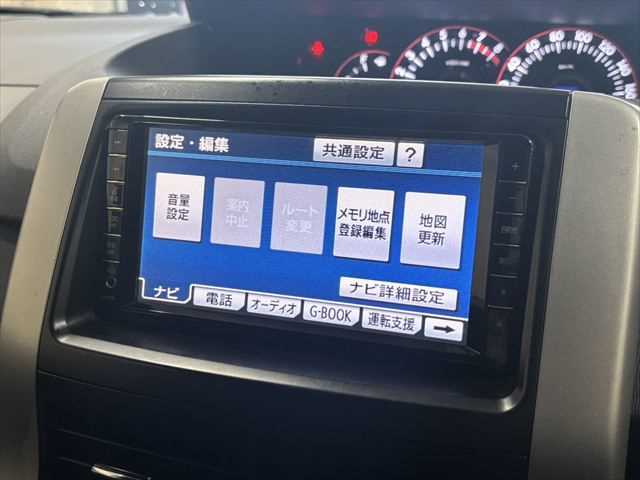 設定・編集
共通設定
?
音量
設定
案内
中止
ルート
変更
メモリ地点
登録編集
地図
更新
ナビ詳細設定
ナビ
電話
オーディオ
G-BOOK
運転支援
→